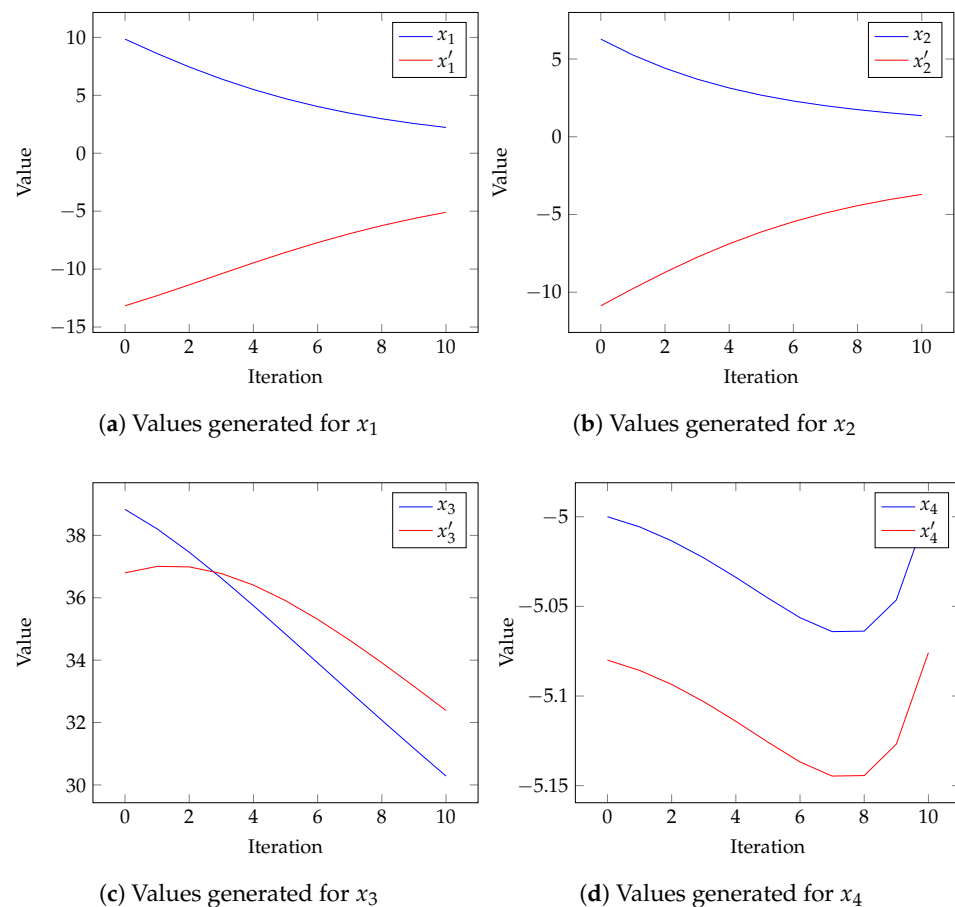 10
5
0
−5
−10
−15
Value
x₁
x′₁
0 2 4 6 8 10
Iteration
(a) Values generated for x₁
5
0
−5
−10
Value
x₂
x′₂
0 2 4 6 8 10
Iteration
(b) Values generated for x₂
38
36
34
32
30
Value
x₃
x′₃
0 2 4 6 8 10
Iteration
(c) Values generated for x₃
−5
−5.05
−5.1
−5.15
Value
x₄
x′₄
0 2 4 6 8 10
Iteration
(d) Values generated for x₄